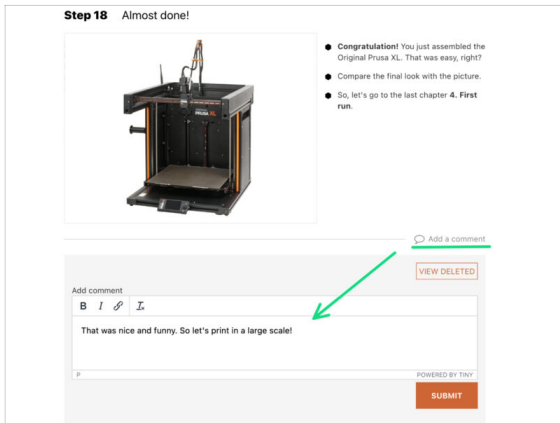 Step 18 Almost done!
PRUSA XL
Congratulation! You just assembled the
Original Prusa XL. That was easy, right?
Compare the final look with the picture.
So, let's go to the last chapter 4. First
run.
Add a comment
VIEW DELETED
Add comment
B I
That was nice and funny. So let's print in a large scale!
P POWERED BY TINY
SUBMIT